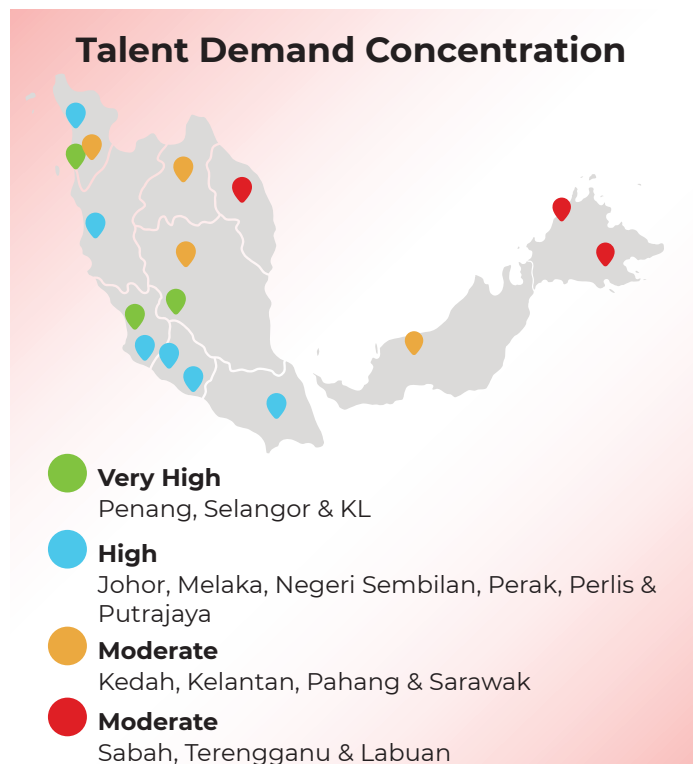 Talent Demand Concentration
Very High
Penang, Selangor & KL
High
Johor, Melaka, Negeri Sembilan, Perak, Perlis &
Putrajaya
Moderate
Kedah, Kelantan, Pahang & Sarawak
Moderate
Sabah, Terengganu & Labuan